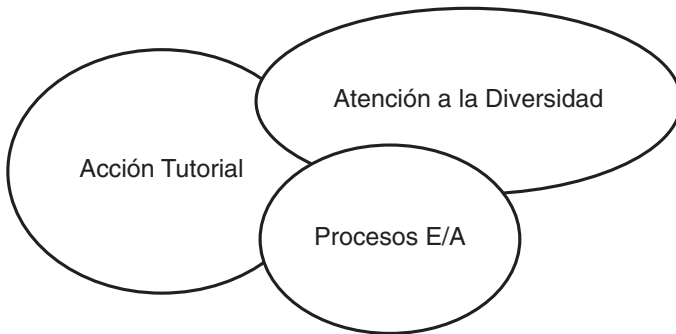 Atención a la Diversidad
Acción Tutorial
Procesos E/A